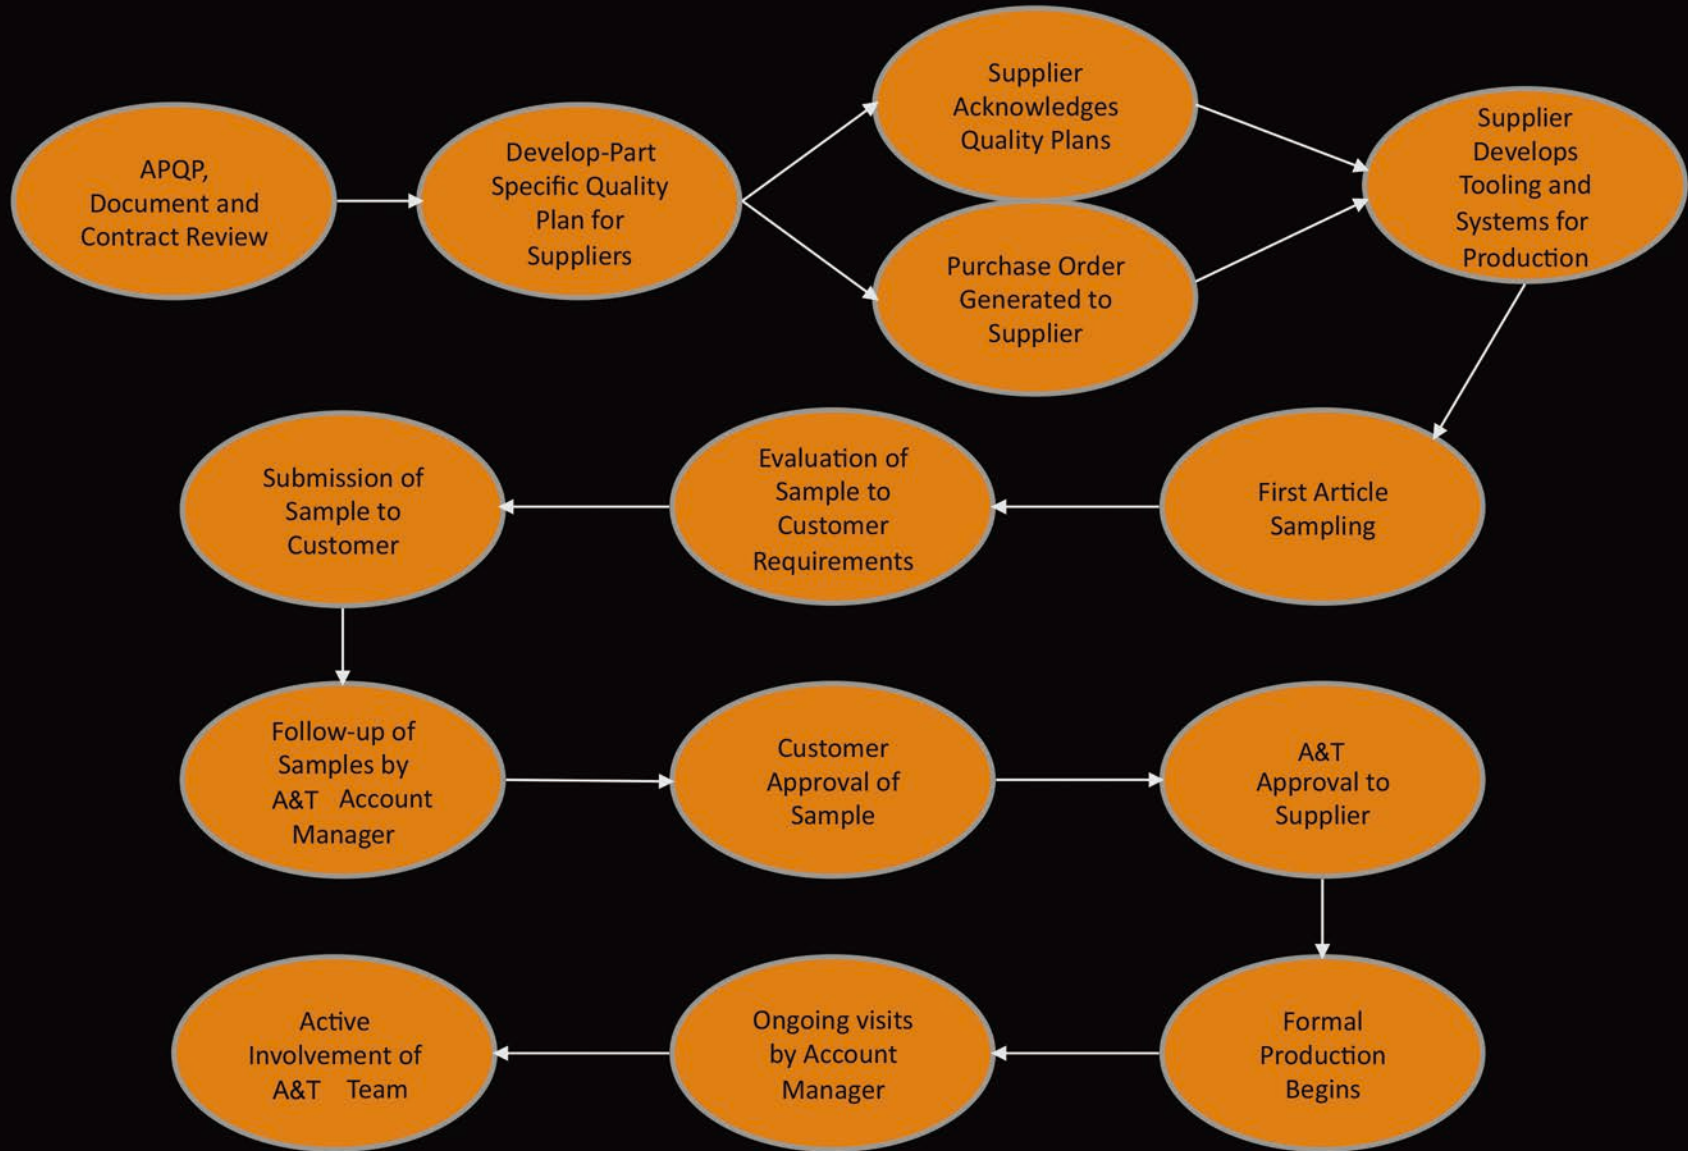 APQP,
Document and
Contract Review
Develop-Part
Specific Quality
Plan for
Suppliers
Supplier
Acknowledges
Quality Plans
Purchase Order
Generated to
Supplier
Supplier
Develops
Tooling and
Systems for
Production
First Article
Sampling
Evaluation of
Sample to
Customer
Requirements
Submission of
Sample to
Customer
Follow-up of
Samples by
A&T Account
Manager
Customer
Approval of
Sample
A&T
Approval to
Supplier
Formal
Production
Begins
Ongoing visits
by Account
Manager
Active
Involvement of
A&T Team